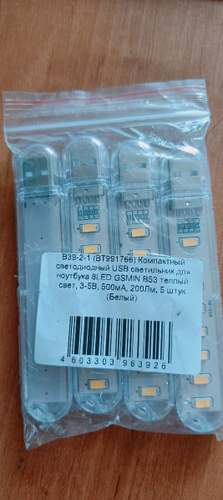 B39-2-1 (BT991766) Компактный
светодиодный USB светильник для
ноутбука 8LED GSMIN B53 теплый
свет, 3-5В, 500мА, 200Лм, 5 штук
(Белый)
4 603303 963926